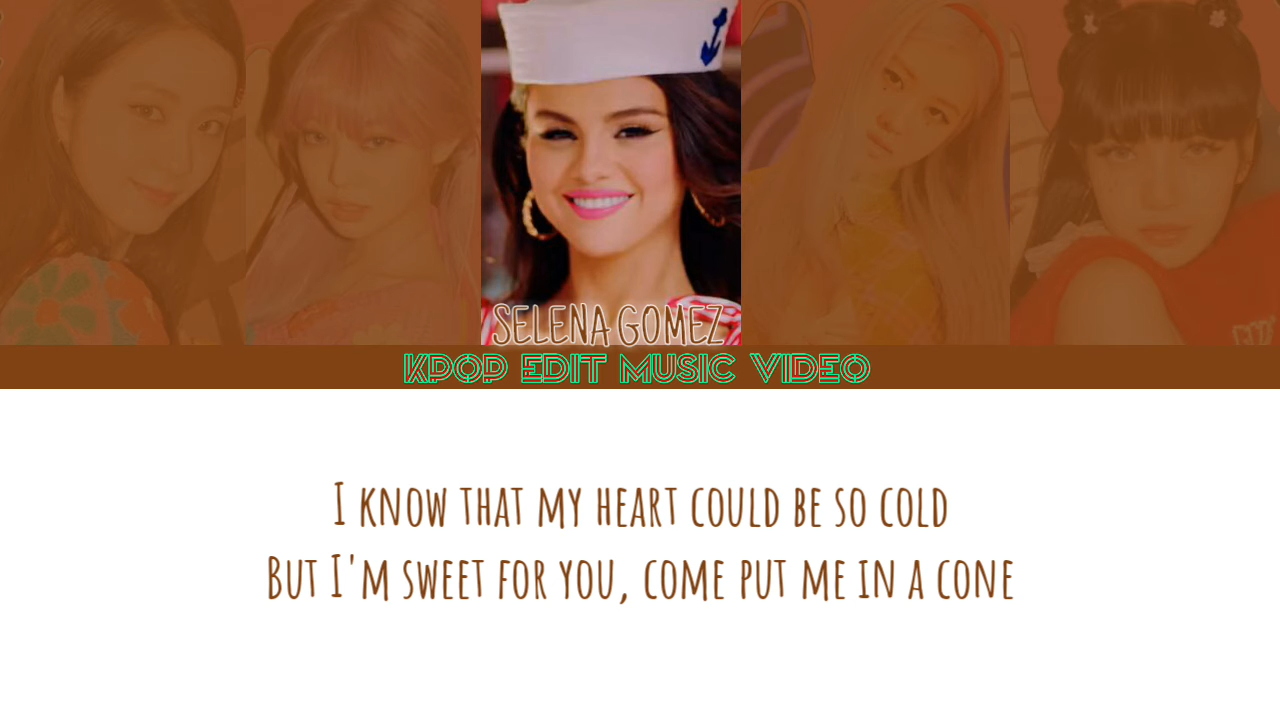 SELENA GOMEZ
KPOP EDIT MUSIC VIDEO
I KNOW THAT MY HEART COULD BE SO COLD
BUT I'M SWEET FOR YOU, COME PUT ME IN A CONE